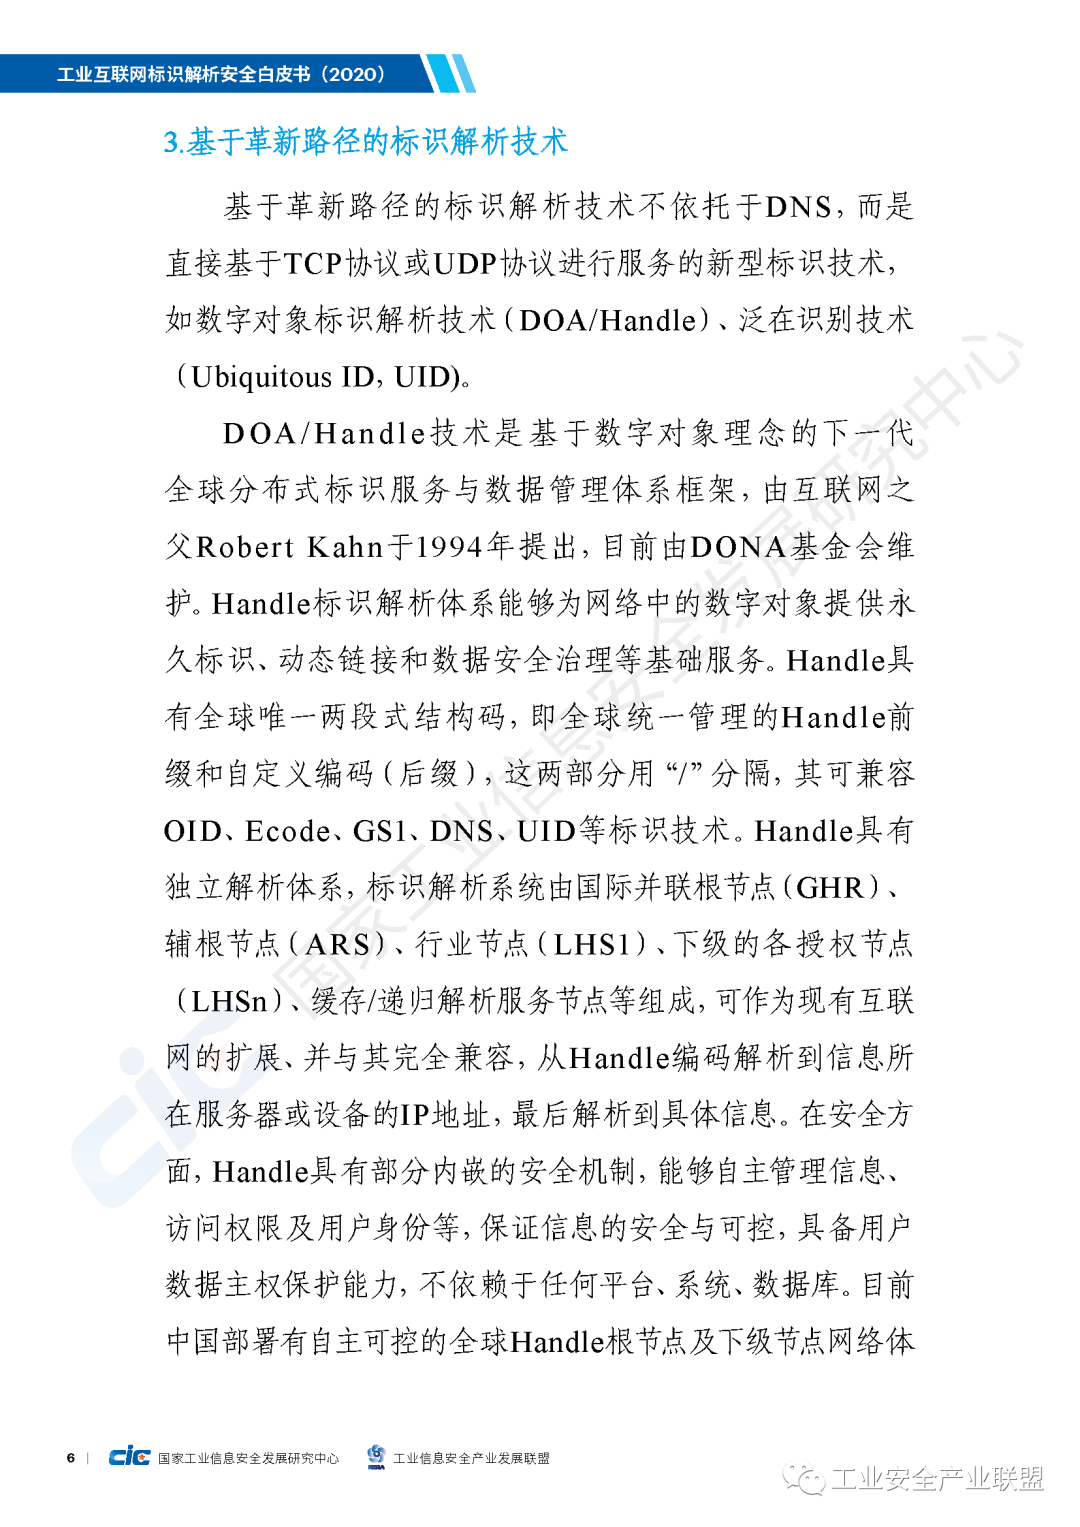 工业互联网标识解析安全白皮书（2020）
3.基于革新路径的标识解析技术
基于革新路径的标识解析技术不依托于DNS，而是
直接基于TCP协议或UDP协议进行服务的新型标识技术，
如数字对象标识解析技术（DOA/Handle）、泛在识别技术
（Ubiquitous ID，UID)。
DOA/Handle技术是基于数字对象理念的下一代
全球分布式标识服务与数据管理体系框架，由互联网之
父Robert Kahn于1994年提出，目前由DONA基金会维
护。Handle标识解析体系能够为网络中的数字对象提供永
久标识、动态链接和数据安全治理等基础服务。Handle具
有全球唯一两段式结构码，即全球统一管理的Handle前
缀和自定义编码（后缀），这两部分用“/”分隔，其可兼容
OID、Ecode、GS1、DNS、UID等标识技术。Handle具有
独立解析体系，标识解析系统由国际并联根节点（GHR）、
辅根节点（ARS）、行业节点（LHS1）、下级的各授权节点
（LHSn）、缓存/递归解析服务节点等组成，可作为现有互联
网的扩展、并与其完全兼容，从Handle编码解析到信息所
在服务器或设备的IP地址，最后解析到具体信息。在安全方
面，Handle具有部分内嵌的安全机制，能够自主管理信息、
访问权限及用户身份等，保证信息的安全与可控，具备用户
数据主权保护能力，不依赖于任何平台、系统、数据库。目前
中国部署有自主可控的全球Handle根节点及下级节点网络体
国家工业信息安全发展研究中心
cic
6 | cic 国家工业信息安全发展研究中心 工业信息安全产业发展联盟
工业安全产业联盟